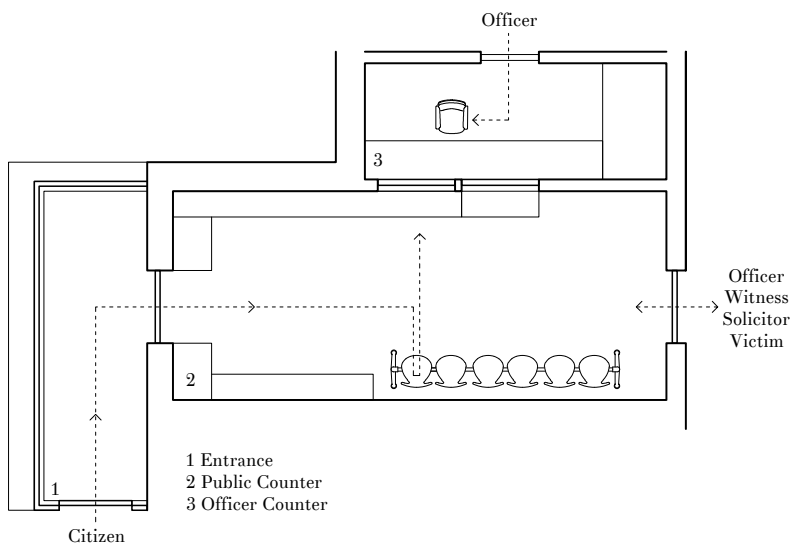 Officer
3
Officer
Witness
Solicitor
Victim
2
1
1 Entrance
2 Public Counter
3 Officer Counter
Citizen